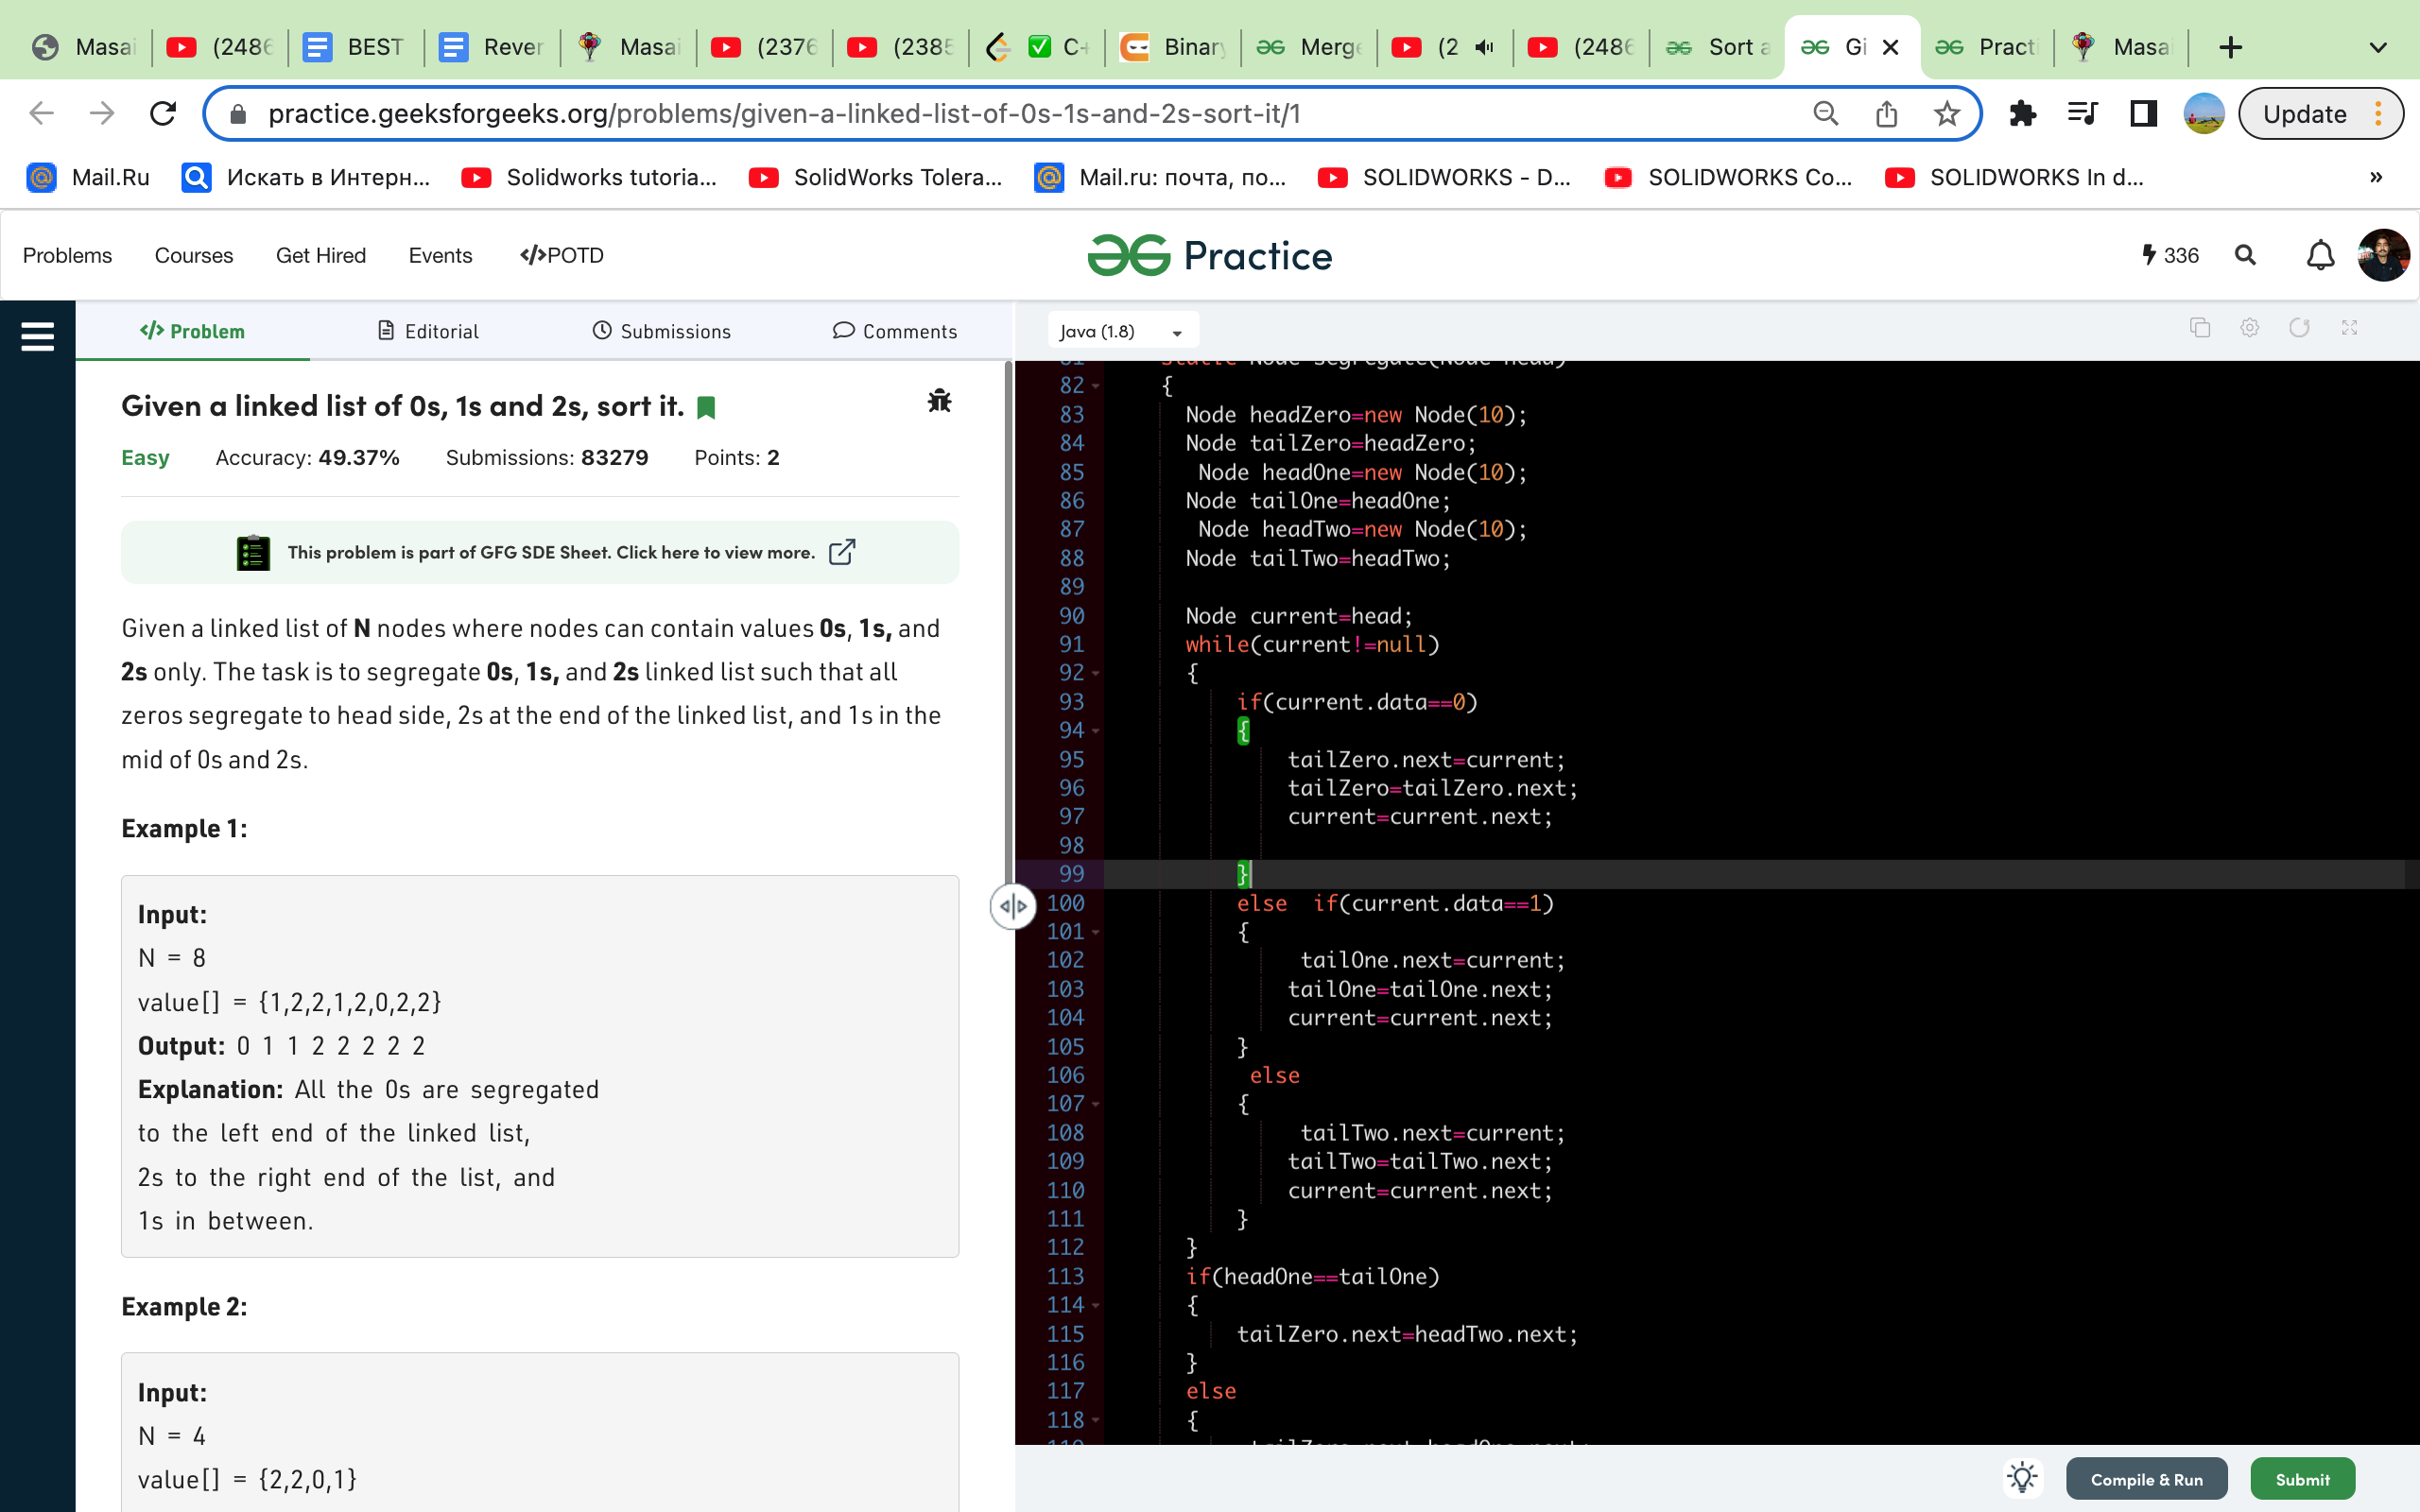 Masai
(2486
BEST
Rever
Masai
(2376
(2385
C+
Binary
Merge
(2
(2486
Sort a
Gi
Practi
Masai
practice.geeksforgeeks.org/problems/given-a-linked-list-of-0s-1s-and-2s-sort-it/1
Update
Mail.Ru
Искать в Интерн...
Solidworks tutoria...
SolidWorks Tolera...
Mail.ru: почта, по...
SOLIDWORKS - D...
SOLIDWORKS Co...
SOLIDWORKS In d...
»
Problems
Courses
Get Hired
Events
</>POTD
Practice
336
</> Problem
Editorial
Submissions
Comments
Java (1.8)
Given a linked list of 0s, 1s and 2s, sort it.
Easy Accuracy: 49.37% Submissions: 83279 Points: 2
This problem is part of GFG SDE Sheet. Click here to view more.
Given a linked list of N nodes where nodes can contain values 0s, 1s, and
2s only. The task is to segregate 0s, 1s, and 2s linked list such that all
zeros segregate to head side, 2s at the end of the linked list, and 1s in the
mid of 0s and 2s.
Example 1:
Input:
N = 8
value[] = {1,2,2,1,2,0,2,2}
Output: 0 1 1 2 2 2 2 2
Explanation: All the 0s are segregated
to the left end of the linked list,
2s to the right end of the list, and
1s in between.
Example 2:
Input:
N = 4
value[] = {2,2,0,1}
81 static Node segregate(Node head)
82 {
83 Node headZero=new Node(10);
84 Node tailZero=headZero;
85 Node headOne=new Node(10);
86 Node tailOne=headOne;
87 Node headTwo=new Node(10);
88 Node tailTwo=headTwo;
89
90 Node current=head;
91 while(current!=null)
92 {
93 if(current.data==0)
94 {
95 tailZero.next=current;
96 tailZero=tailZero.next;
97 current=current.next;
98
99 }
100 else if(current.data==1)
101 {
102 tailOne.next=current;
103 tailOne=tailOne.next;
104 current=current.next;
105 }
106 else
107 {
108 tailTwo.next=current;
109 tailTwo=tailTwo.next;
110 current=current.next;
111 }
112 }
113 if(headOne==tailOne)
114 {
115 tailZero.next=headTwo.next;
116 }
117 else
118 {
119 tailZero.next=headOne.next;
Compile & Run
Submit